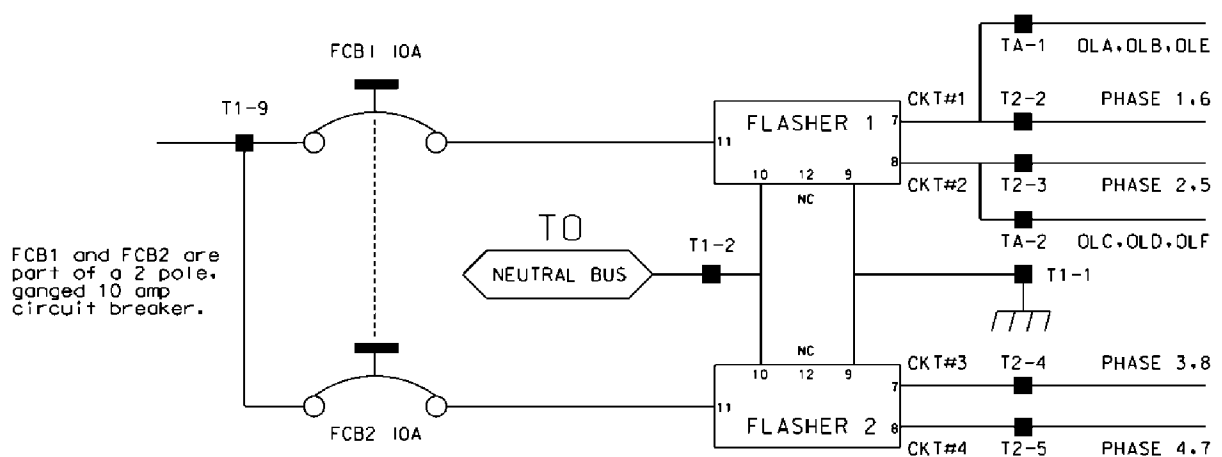 FCB1 10A
T1-9
FCB1 and FCB2 are
part of a 2 pole,
ganged 10 amp
circuit breaker.
FCB2 10A
TO
NEUTRAL BUS
T1-2
FLASHER 1
11
10 12 9
NC
7
8
CKT#1
CKT#2
TA-1 OLA,OLB,OLE
T2-2 PHASE 1,6
T2-3 PHASE 2,5
TA-2 OLC,OLD,OLF
T1-1
NC
10 12 9
11
FLASHER 2
7
8
CKT#3 T2-4 PHASE 3,8
CKT#4 T2-5 PHASE 4,7